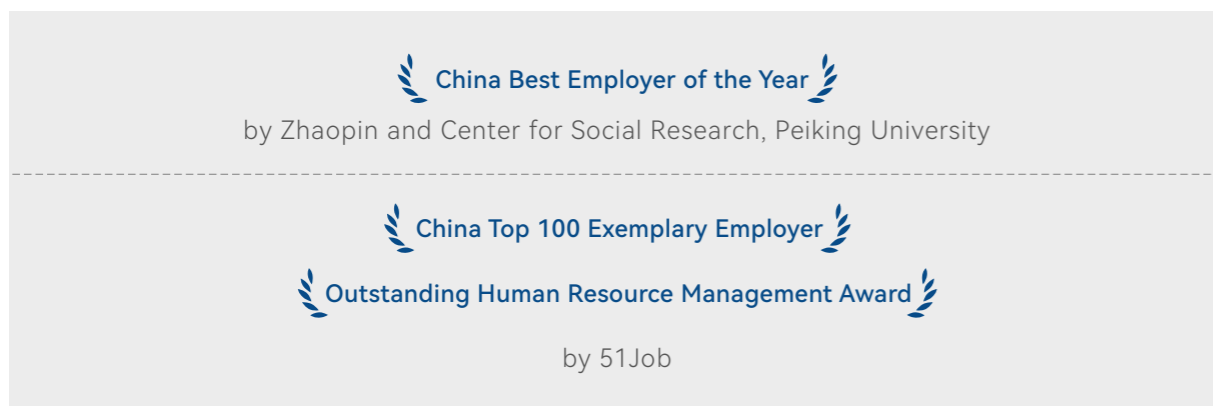 China Best Employer of the Year
by Zhaopin and Center for Social Research, Peiking University
China Top 100 Exemplary Employer
Outstanding Human Resource Management Award
by 51Job